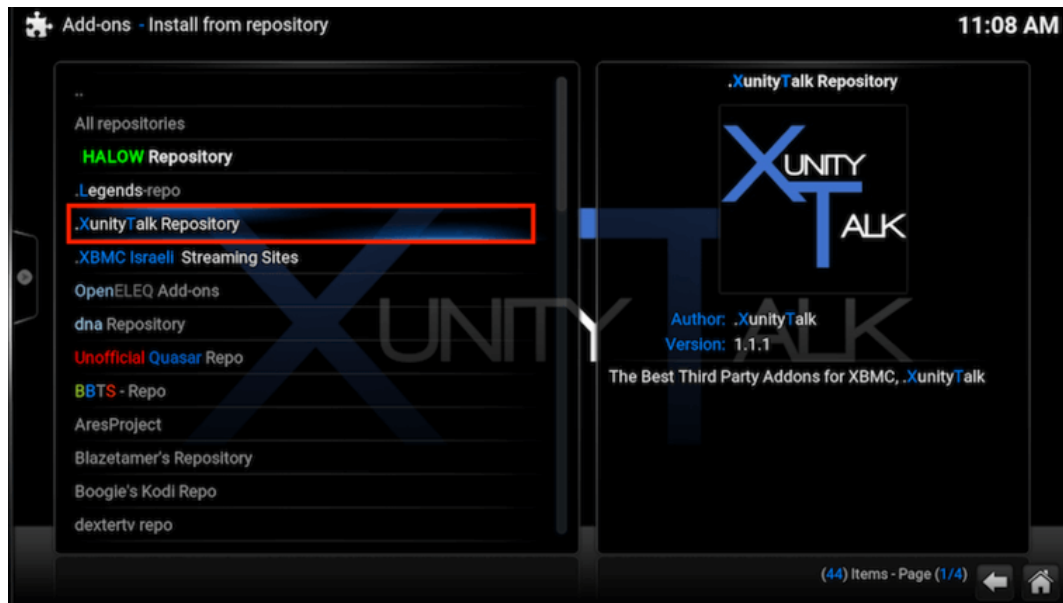 Add-ons - Install from repository
11:08 AM
..
All repositories
HALOW Repository
.Legends-repo
.XunityTalk Repository
.XBMC Israeli Streaming Sites
OpenELEQ Add-ons
dna Repository
Unofficial Quasar Repo
BBTS - Repo
AresProject
Blazetamer's Repository
Boogie's Kodi Repo
dextertv repo
.XunityTalk Repository
XUNITY
TALK
Author: .XunityTalk
Version: 1.1.1
The Best Third Party Addons for XBMC, .XunityTalk
XUNITY TALK
(44) Items - Page (1/4)